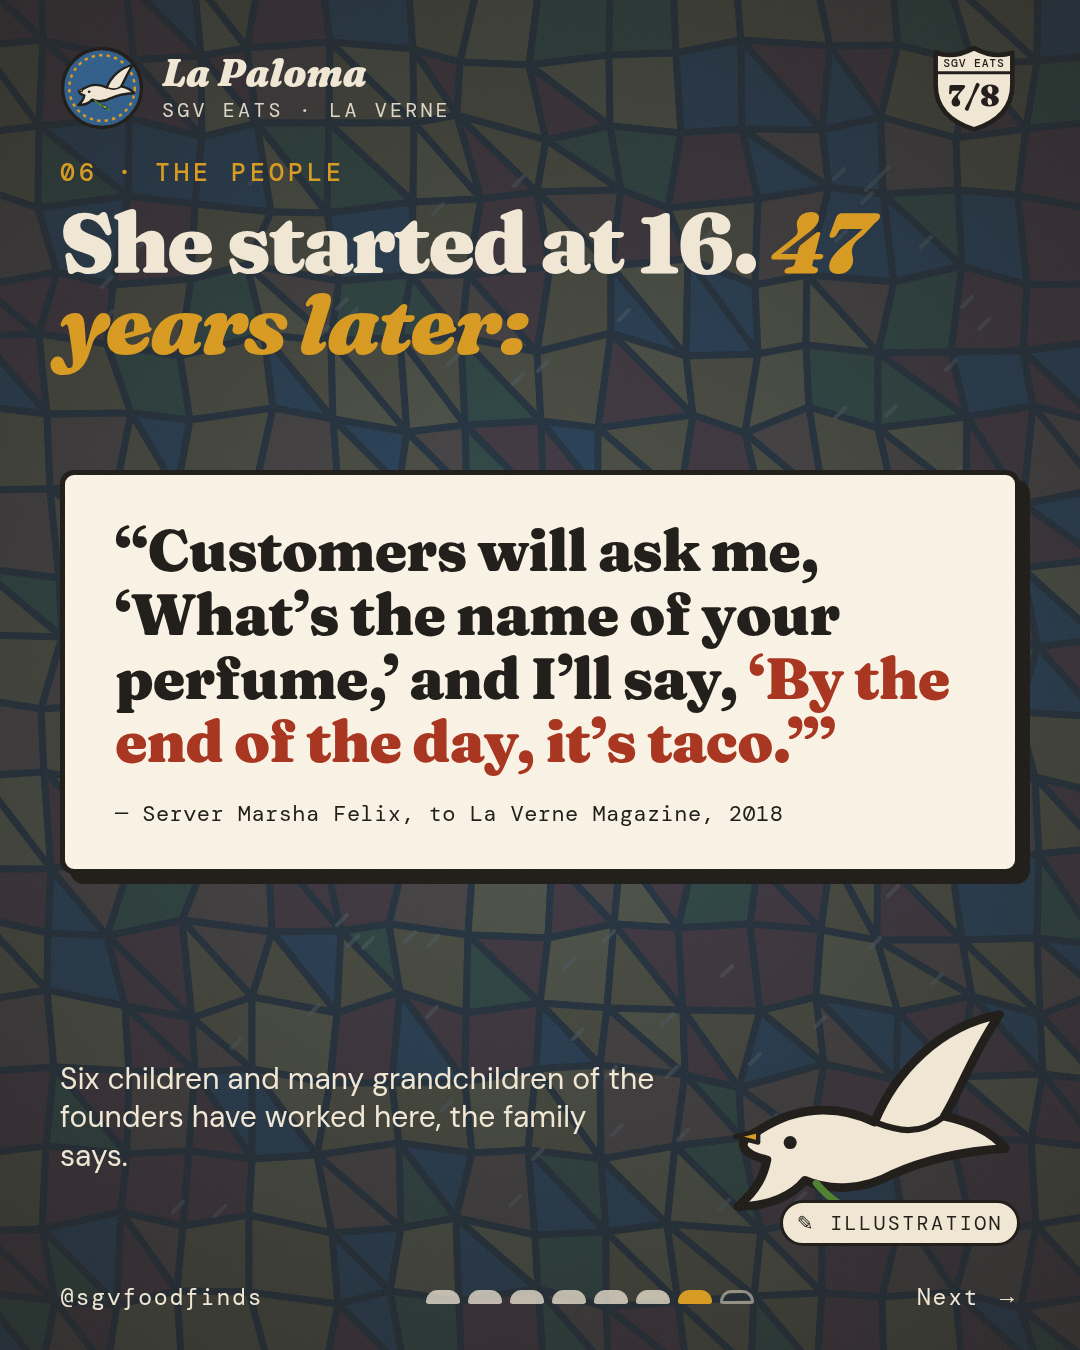 La Paloma
SGV EATS · LA VERNE
SGV EATS
7/8
06 · THE PEOPLE
She started at 16. 47
years later:
“Customers will ask me,
‘What’s the name of your
perfume,’ and I’ll say, ‘By the
end of the day, it’s taco.’”
— Server Marsha Felix, to La Verne Magazine, 2018
Six children and many grandchildren of the
founders have worked here, the family
says.
✎ ILLUSTRATION
@sgvfoodfinds
Next →